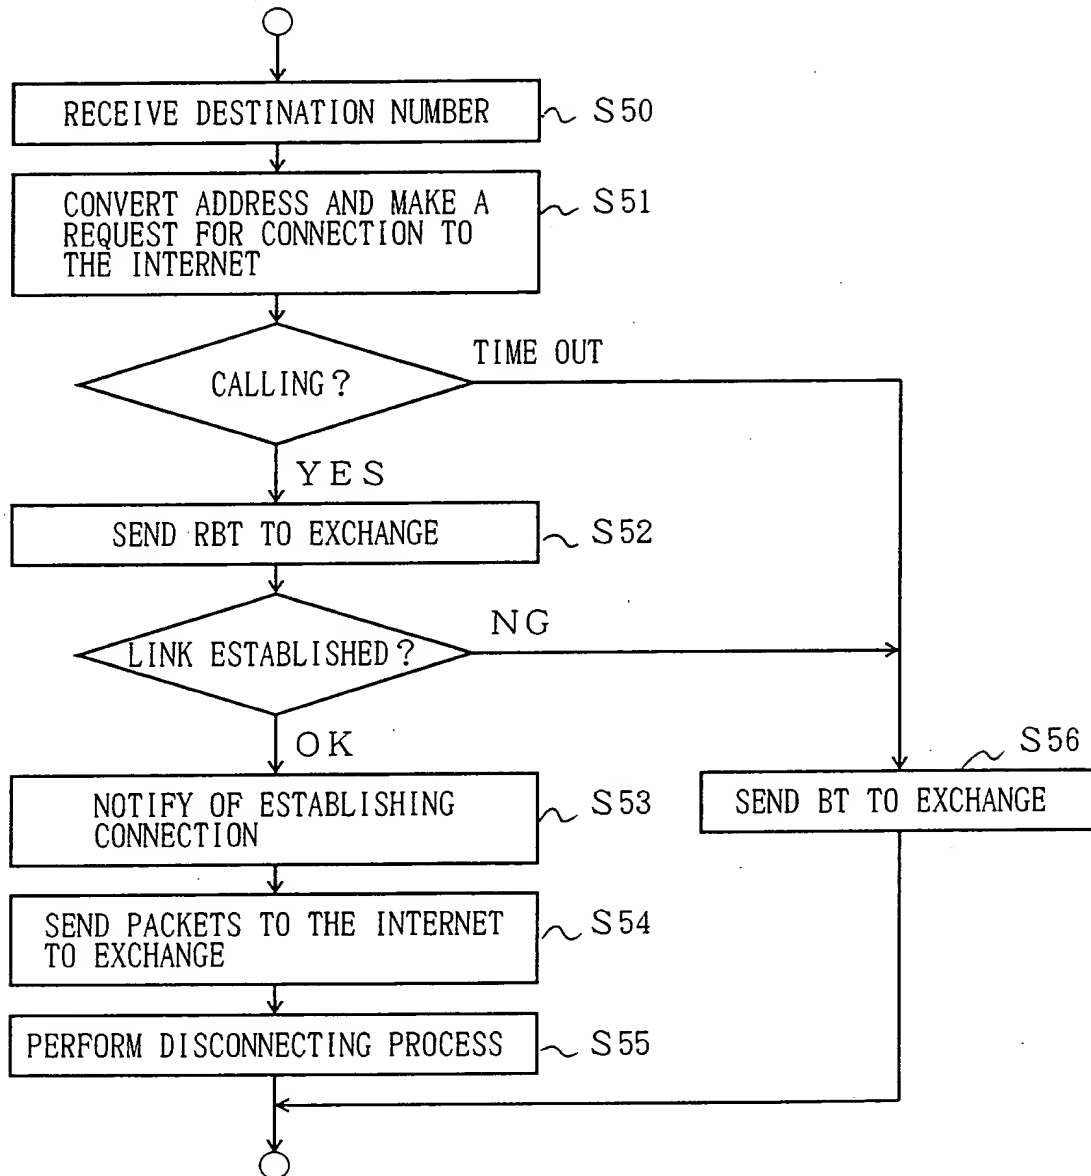 RECEIVE DESTINATION NUMBER
S50
CONVERT ADDRESS AND MAKE A
REQUEST FOR CONNECTION TO
THE INTERNET
S51
CALLING?
TIME OUT
YES
SEND RBT TO EXCHANGE
S52
LINK ESTABLISHED?
NG
OK
NOTIFY OF ESTABLISHING
CONNECTION
S53
S56
SEND BT TO EXCHANGE
SEND PACKETS TO THE INTERNET
TO EXCHANGE
S54
PERFORM DISCONNECTING PROCESS
S55